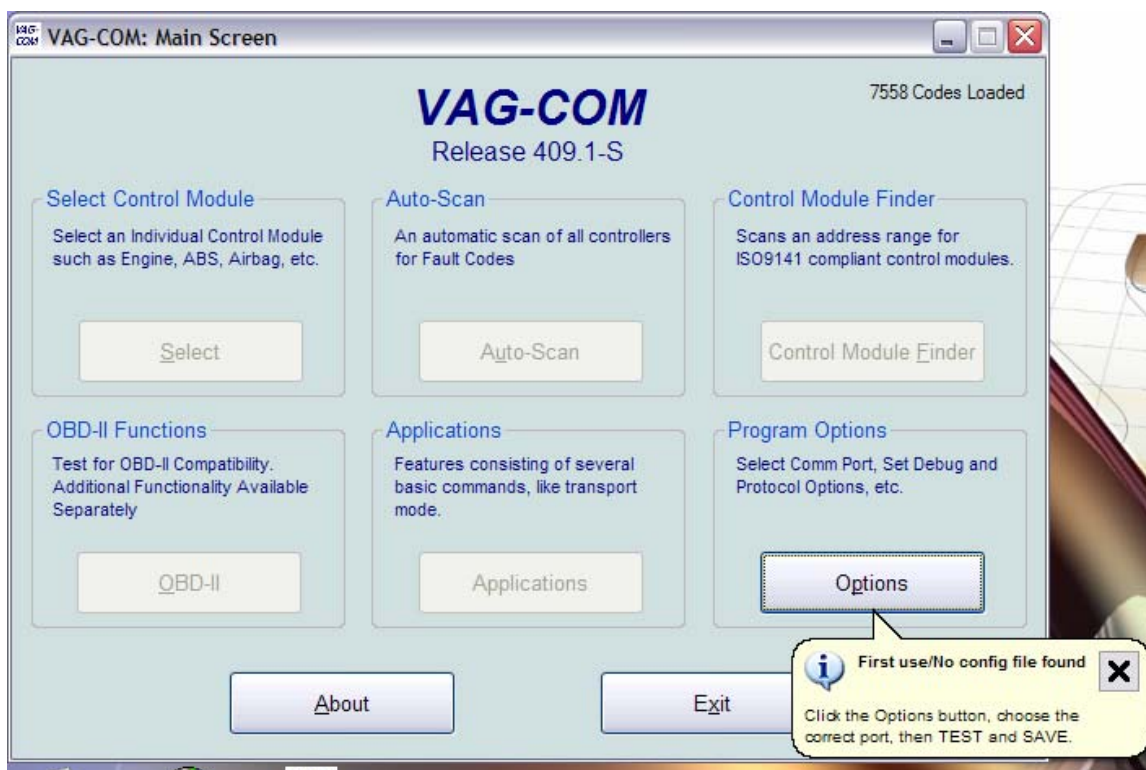 VAG-COM
VAG-COM: Main Screen
VAG-COM
Release 409.1-S
7558 Codes Loaded
Select Control Module
Select an Individual Control Module
such as Engine, ABS, Airbag, etc.
Select
Auto-Scan
An automatic scan of all controllers
for Fault Codes
Auto-Scan
Control Module Finder
Scans an address range for
ISO9141 compliant control modules.
Control Module Finder
OBD-II Functions
Test for OBD-II Compatibility.
Additional Functionality Available
Separately
OBD-II
Applications
Features consisting of several
basic commands, like transport
mode.
Applications
Program Options
Select Comm Port, Set Debug and
Protocol Options, etc.
Options
First use/No config file found
Click the Options button, choose the
correct port, then TEST and SAVE.
About
Exit